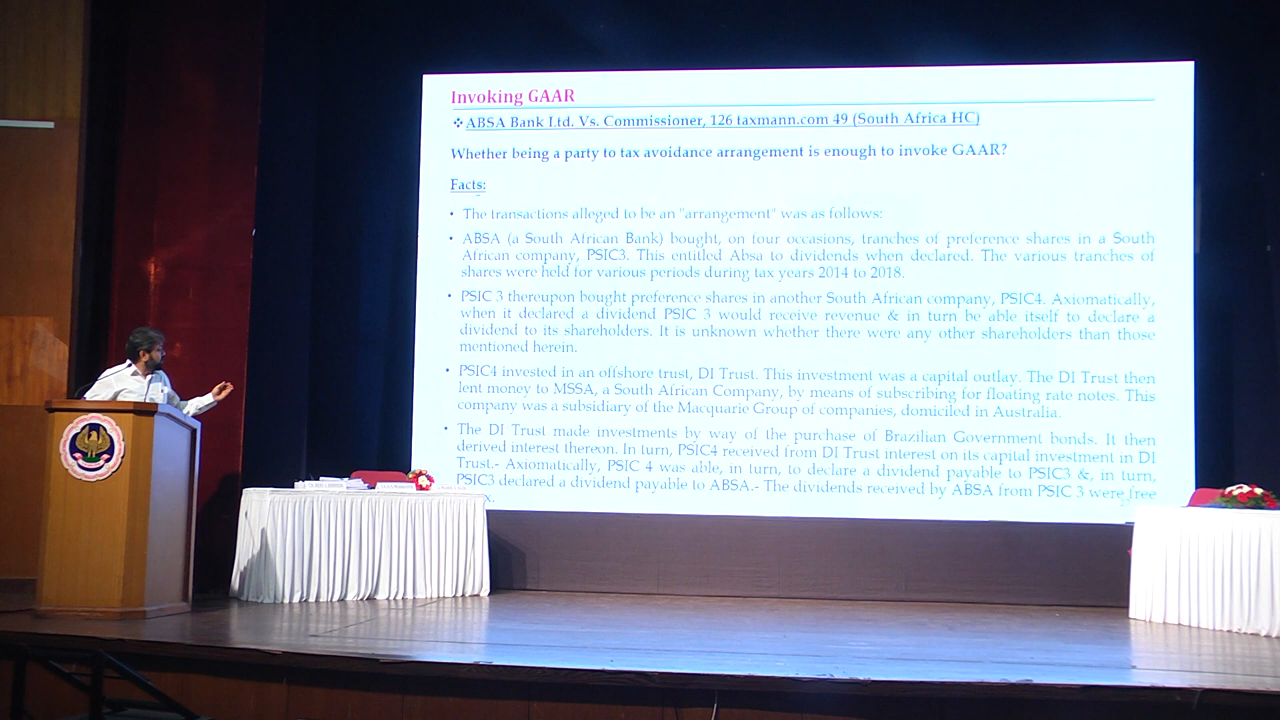 Invoking GAAR
❖ ABSA Bank Ltd. Vs. Commissioner, 126 taxmann.com 49 (South Africa HC)
Whether being a party to tax avoidance arrangement is enough to invoke GAAR?
Facts:
• The transactions alleged to be an "arrangement" was as follows:
• ABSA (a South African Bank) bought, on four occasions, tranches of preference shares in a South
African company, PSIC3. This entitled Absa to dividends when declared. The various tranches of
shares were held for various periods during tax years 2014 to 2018.
• PSIC 3 thereupon bought preference shares in another South African company, PSIC4. Axiomatically,
when it declared a dividend PSIC 3 would receive revenue & in turn be able itself to declare a
dividend to its shareholders. It is unknown whether there were any other shareholders than those
mentioned herein.
• PSIC4 invested in an offshore trust, DI Trust. This investment was a capital outlay. The DI Trust then
lent money to MSSA, a South African Company, by means of subscribing for floating rate notes. This
company was a subsidiary of the Macquarie Group of companies, domiciled in Australia.
• The DI Trust made investments by way of the purchase of Brazilian Government bonds. It then
derived interest thereon. In turn, PSIC4 received from DI Trust interest on its capital investment in DI
Trust.- Axiomatically, PSIC 4 was able, in turn, to declare a dividend payable to PSIC3 &, in turn,
PSIC3 declared a dividend payable to ABSA.- The dividends received by ABSA from PSIC 3 were free